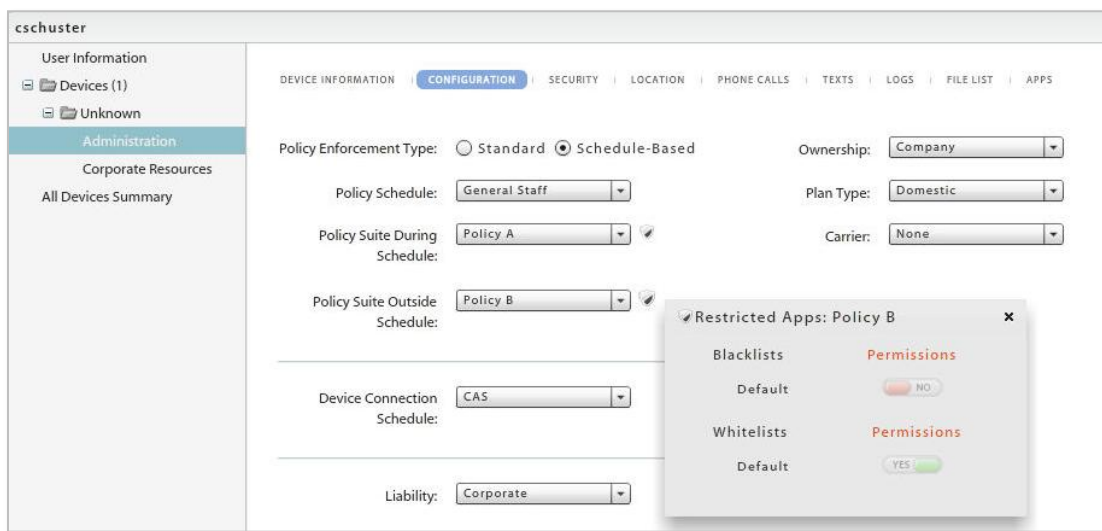 cschuster
User Information
Devices (1)
Unknown
Administration
Corporate Resources
All Devices Summary
DEVICE INFORMATION CONFIGURATION SECURITY LOCATION PHONE CALLS TEXTS LOGS FILE LIST APPS
Policy Enforcement Type: Standard Schedule-Based
Ownership: Company
Policy Schedule: General Staff
Plan Type: Domestic
Policy Suite During
Schedule:
Policy A
Carrier: None
Policy Suite Outside
Schedule:
Policy B
Restricted Apps: Policy B
Blacklists Permissions
Default NO
Whitelists Permissions
Default YES
Device Connection
Schedule:
CAS
Liability: Corporate